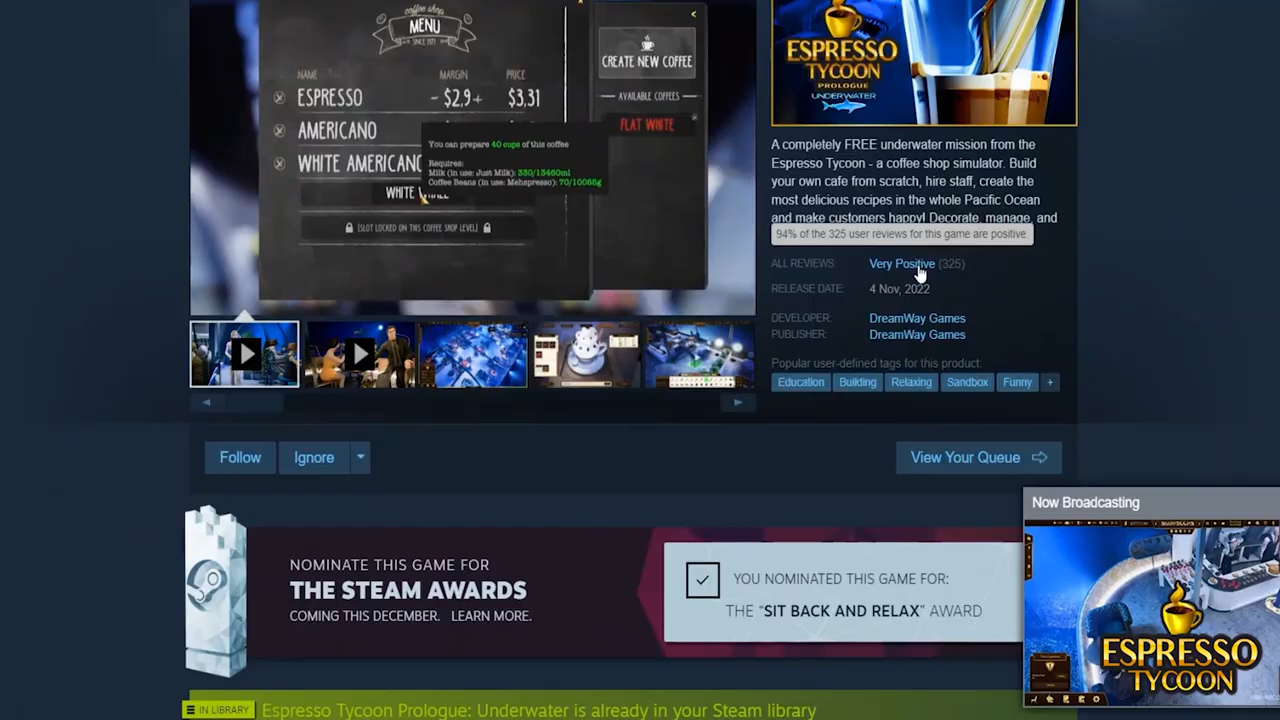 coffee shop
MENU
SINCE 1971
NAME MARGIN PRICE
ESPRESSO - $2,9 + $3,31
AMERICANO
WHITE AMERICANO
You can prepare 40 cups of this coffee
Requires:
Milk (in use: Just Milk): 330/13460ml
Coffee Beans (in use: Mehspresso): 70/10065g
WHITE WHALE
[SLOT LOCKED ON THIS COFFEE SHOP LEVEL]
<
CREATE NEW COFFEE
AVAILABLE COFFEES
FLAT WHITE
ESPRESSO
TYCOON
PROLOGUE
UNDERWATER
A completely FREE underwater mission from the
Espresso Tycoon - a coffee shop simulator. Build
your own cafe from scratch, hire staff, create the
most delicious recipes in the whole Pacific Ocean
and make customers happy! Decorate, manage, and
94% of the 325 user reviews for this game are positive.
ALL REVIEWS: Very Positive (325)
RELEASE DATE: 4 Nov, 2022
DEVELOPER: DreamWay Games
PUBLISHER: DreamWay Games
Popular user-defined tags for this product:
Education Building Relaxing Sandbox Funny +
Follow Ignore View Your Queue
Now Broadcasting
NOMINATE THIS GAME FOR
THE STEAM AWARDS
COMING THIS DECEMBER. LEARN MORE.
YOU NOMINATED THIS GAME FOR:
THE “SIT BACK AND RELAX” AWARD
ESPRESSO
TYCOON
IN LIBRARY Espresso Tycoon Prologue: Underwater is already in your Steam library